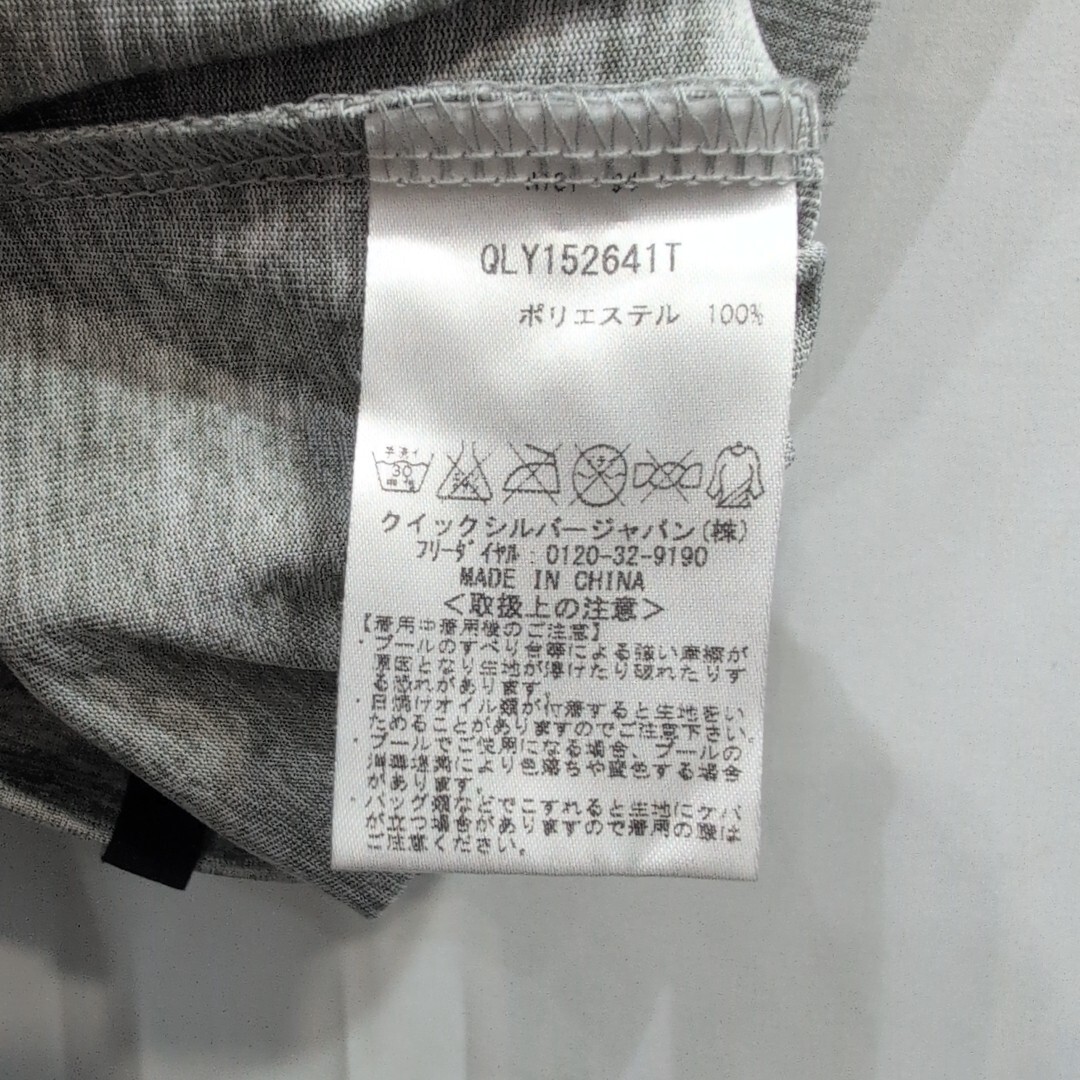 QLY152641T
ポリエステル 100%
手洗イ
30
中性
クイックシルバージャパン(株)
フリーダイヤル:0120-32-9190
MADE IN CHINA
<取扱上の注意>
【着用中着用後のご注意】
・プールのすべり台等による強い摩擦が
原因となり生地が溶けたり破れたりす
る恐れがあります。
・日焼けオイル類が付着すると生地をい
ためることがありますのでご注意下さい。
・プールでご使用になる場合、プールの
消毒塩素により色落ちや変色する場合
があります。
・バッグ類などでこすれると生地にケバ
が立つ場合がありますので着用の際は
ご注意ください。